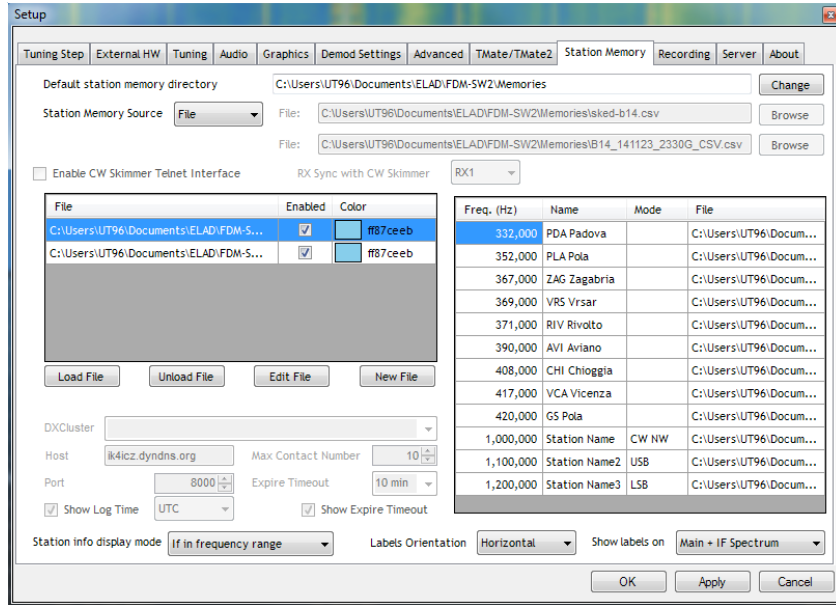 Setup
Tuning Step External HW Tuning Audio Graphics Demod Settings Advanced TMate/TMate2 Station Memory Recording Server About
Default station memory directory C:\Users\UT96\Documents\ELAD\FDM-SW2\Memories Change
Station Memory Source File File: C:\Users\UT96\Documents\ELAD\FDM-SW2\Memories\sked-b14.csv Browse
File: C:\Users\UT96\Documents\ELAD\FDM-SW2\Memories\B14_141123_2330G_CSV.csv Browse
Enable CW Skimmer Telnet Interface RX Sync with CW Skimmer RX1
File Enabled Color
C:\Users\UT96\Documents\ELAD\FDM-S... ff87ceeb
C:\Users\UT96\Documents\ELAD\FDM-S... ff87ceeb
Load File Unload File Edit File New File
Freq. (Hz) Name Mode File
332,000 PDA Padova C:\Users\UT96\Docum...
352,000 PLA Pola C:\Users\UT96\Docum...
367,000 ZAG Zagabria C:\Users\UT96\Docum...
369,000 VRS Vrsar C:\Users\UT96\Docum...
371,000 RIV Rivolto C:\Users\UT96\Docum...
390,000 AVI Aviano C:\Users\UT96\Docum...
408,000 CHI Chioggia C:\Users\UT96\Docum...
417,000 VCA Vicenza C:\Users\UT96\Docum...
420,000 GS Pola C:\Users\UT96\Docum...
1,000,000 Station Name CW NW C:\Users\UT96\Docum...
1,100,000 Station Name2 USB C:\Users\UT96\Docum...
1,200,000 Station Name3 LSB C:\Users\UT96\Docum...
DXCluster
Host ik4icz.dyndns.org Max Contact Number 10
Port 8000 Expire Timeout 10 min
Show Log Time UTC Show Expire Timeout
Station info display mode If in frequency range Labels Orientation Horizontal Show labels on Main + IF Spectrum
OK Apply Cancel